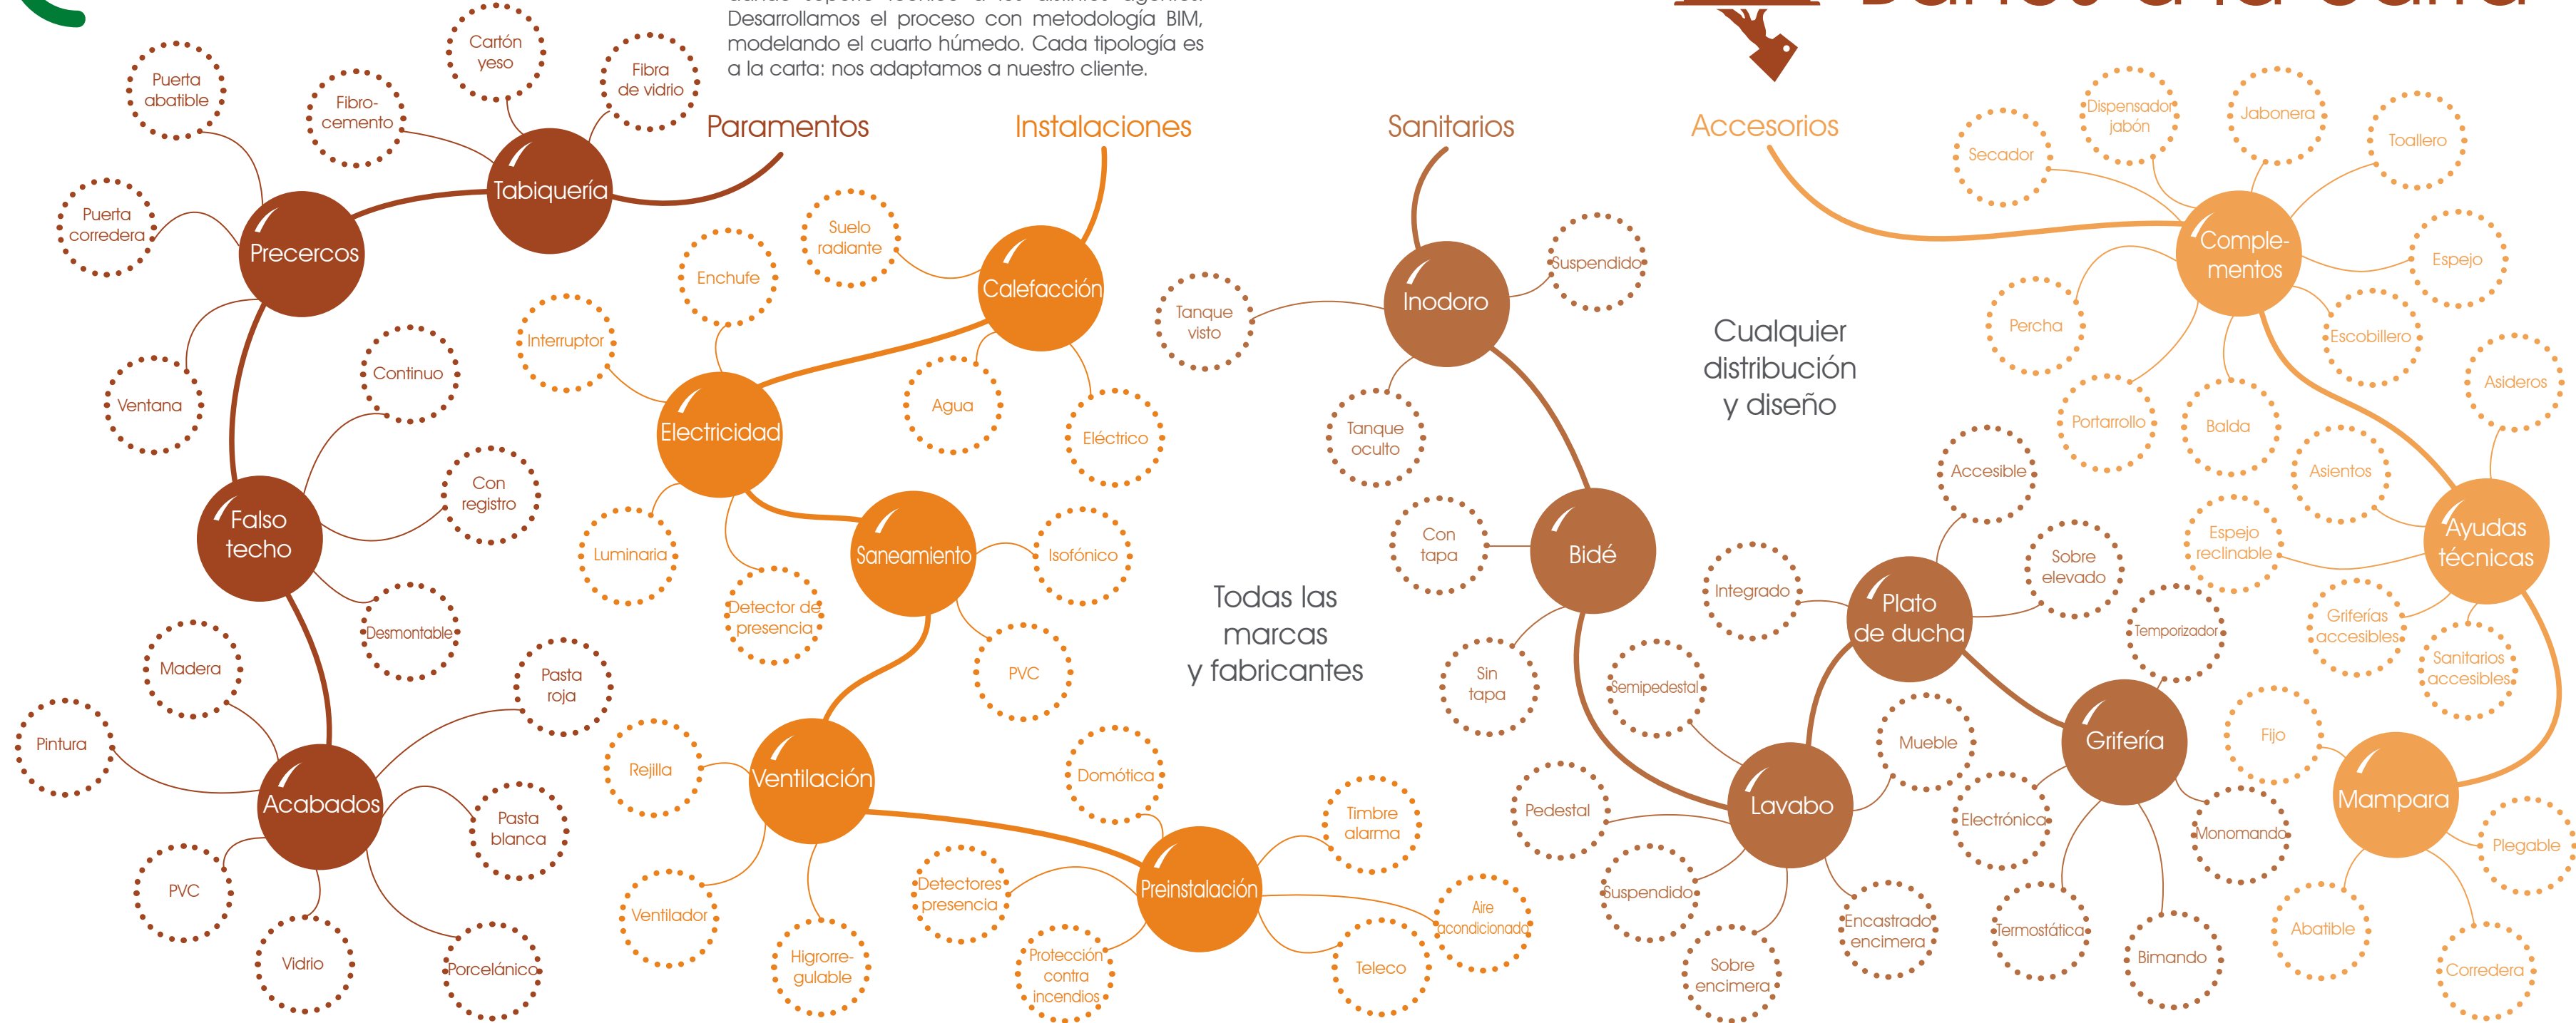 Desarrollamos el proceso con metodología BIM,
modelando el cuarto húmedo. Cada tipología es
a la carta: nos adaptamos a nuestro cliente.
Paramentos
Tabiquería
Cartón
yeso
Fibra
de vidrio
Fibro-
cemento
Precercos
Puerta
abatible
Puerta
corredera
Ventana
Falso
techo
Continuo
Con
registro
Desmontable
Acabados
Madera
Pintura
Pasta
roja
Pasta
blanca
PVC
Vidrio
Porcelánico
Instalaciones
Calefacción
Suelo
radiante
Agua
Eléctrico
Electricidad
Enchufe
Interruptor
Luminaria
Detector de
presencia
Saneamiento
Isofónico
PVC
Ventilación
Rejilla
Ventilador
Higrorre-
gulable
Preinstalación
Domótica
Timbre
alarma
Detectores
presencia
Protección
contra
incendios
Teleco
Aire
acondicionado
Todas las
marcas
y fabricantes
Sanitarios
Inodoro
Suspendido
Tanque
visto
Tanque
oculto
Bidé
Con
tapa
Sin
tapa
Lavabo
Semipedestal
Pedestal
Suspendido
Sobre
encimera
Encastrado
encimera
Mueble
Plato
de ducha
Integrado
Accesible
Sobre
elevado
Grifería
Temporizador
Electrónica
Termostática
Bimando
Monomando
Cualquier
distribución
y diseño
Accesorios
Comple-
mentos
Secador
Dispensador
jabón
Jabonera
Toallero
Espejo
Escobillero
Percha
Portarrollo
Balda
Ayudas
técnicas
Asideros
Asientos
Espejo
reclinable
Griferías
accesibles
Sanitarios
accesibles
Mampara
Fijo
Plegable
Abatible
Corredera